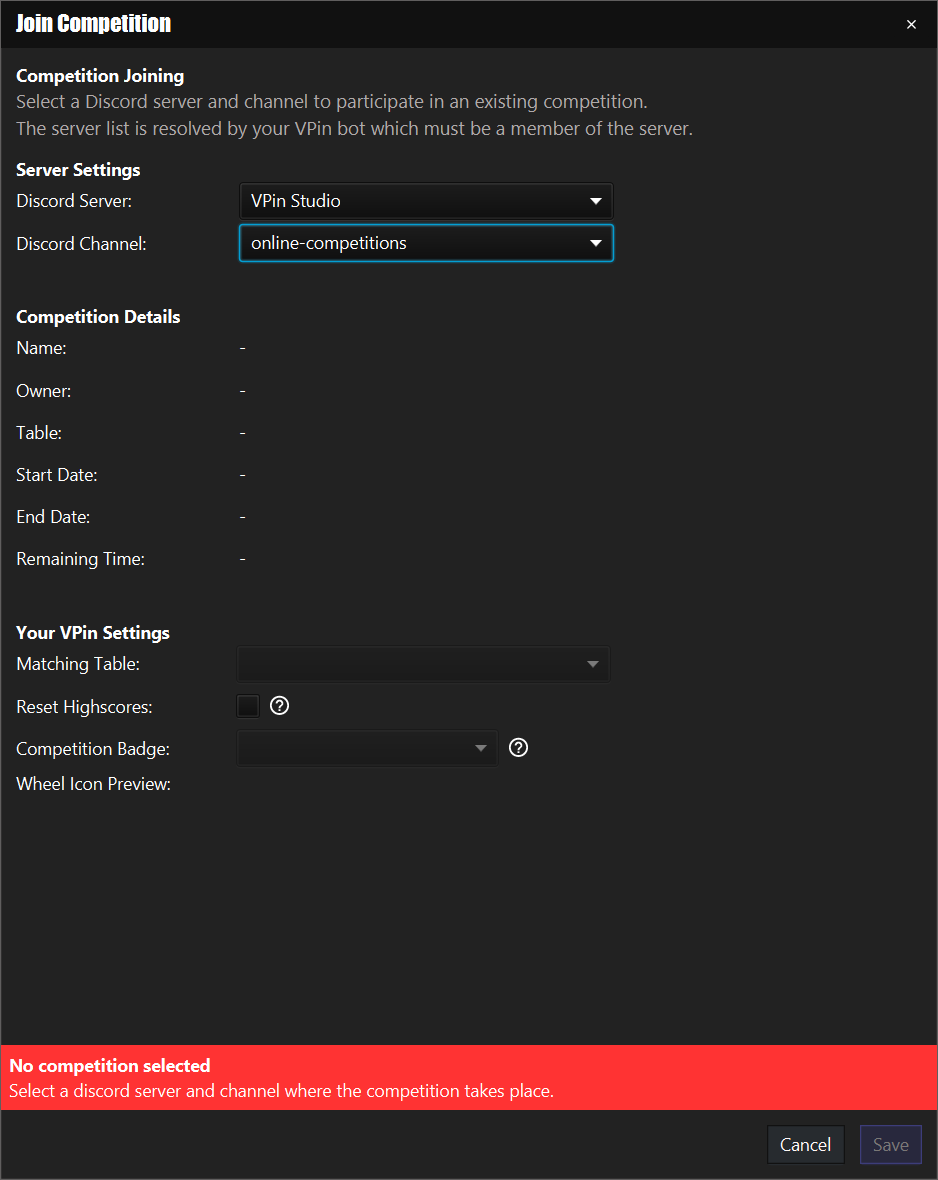 Join Competition
Competition Joining
Select a Discord server and channel to participate in an existing competition.
The server list is resolved by your VPin bot which must be a member of the server.
Server Settings
Discord Server: VPin Studio
Discord Channel: online-competitions
Competition Details
Name: -
Owner: -
Table: -
Start Date: -
End Date: -
Remaining Time: -
Your VPin Settings
Matching Table:
Reset Highscores:
Competition Badge:
Wheel Icon Preview:
No competition selected
Select a discord server and channel where the competition takes place.
Cancel Save